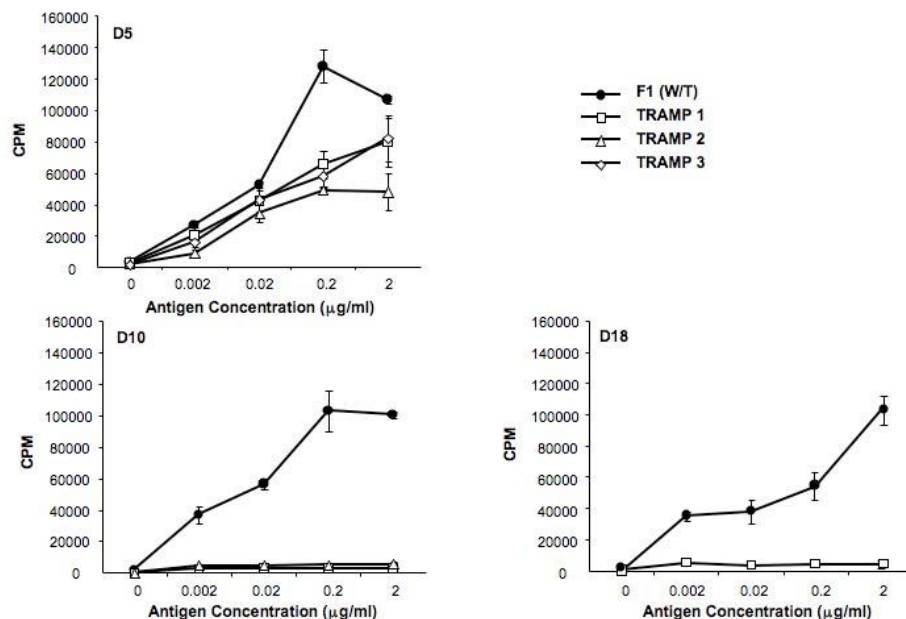 D5
CPM
160000
140000
120000
100000
80000
60000
40000
20000
0
0 0.002 0.02 0.2 2
Antigen Concentration (μg/ml)
F1 (W/T)
TRAMP 1
TRAMP 2
TRAMP 3
D10
CPM
160000
140000
120000
100000
80000
60000
40000
20000
0
0 0.002 0.02 0.2 2
Antigen Concentration (μg/ml)
D18
CPM
160000
140000
120000
100000
80000
60000
40000
20000
0
0 0.002 0.02 0.2 2
Antigen Concentration (μg/ml)